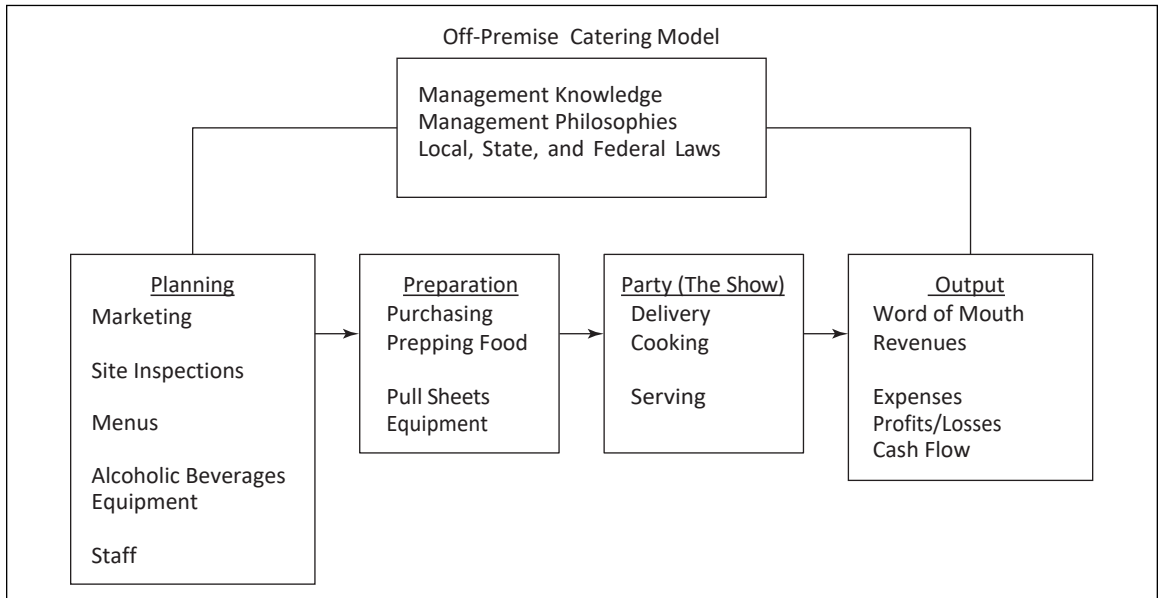 Off-Premise Catering Model
Management Knowledge
Management Philosophies
Local, State, and Federal Laws
Planning
Marketing
Site Inspections
Menus
Alcoholic Beverages
Equipment
Staff
Preparation
Purchasing
Prepping Food
Pull Sheets
Equipment
Party (The Show)
Delivery
Cooking
Serving
Output
Word of Mouth
Revenues
Expenses
Profits/Losses
Cash Flow